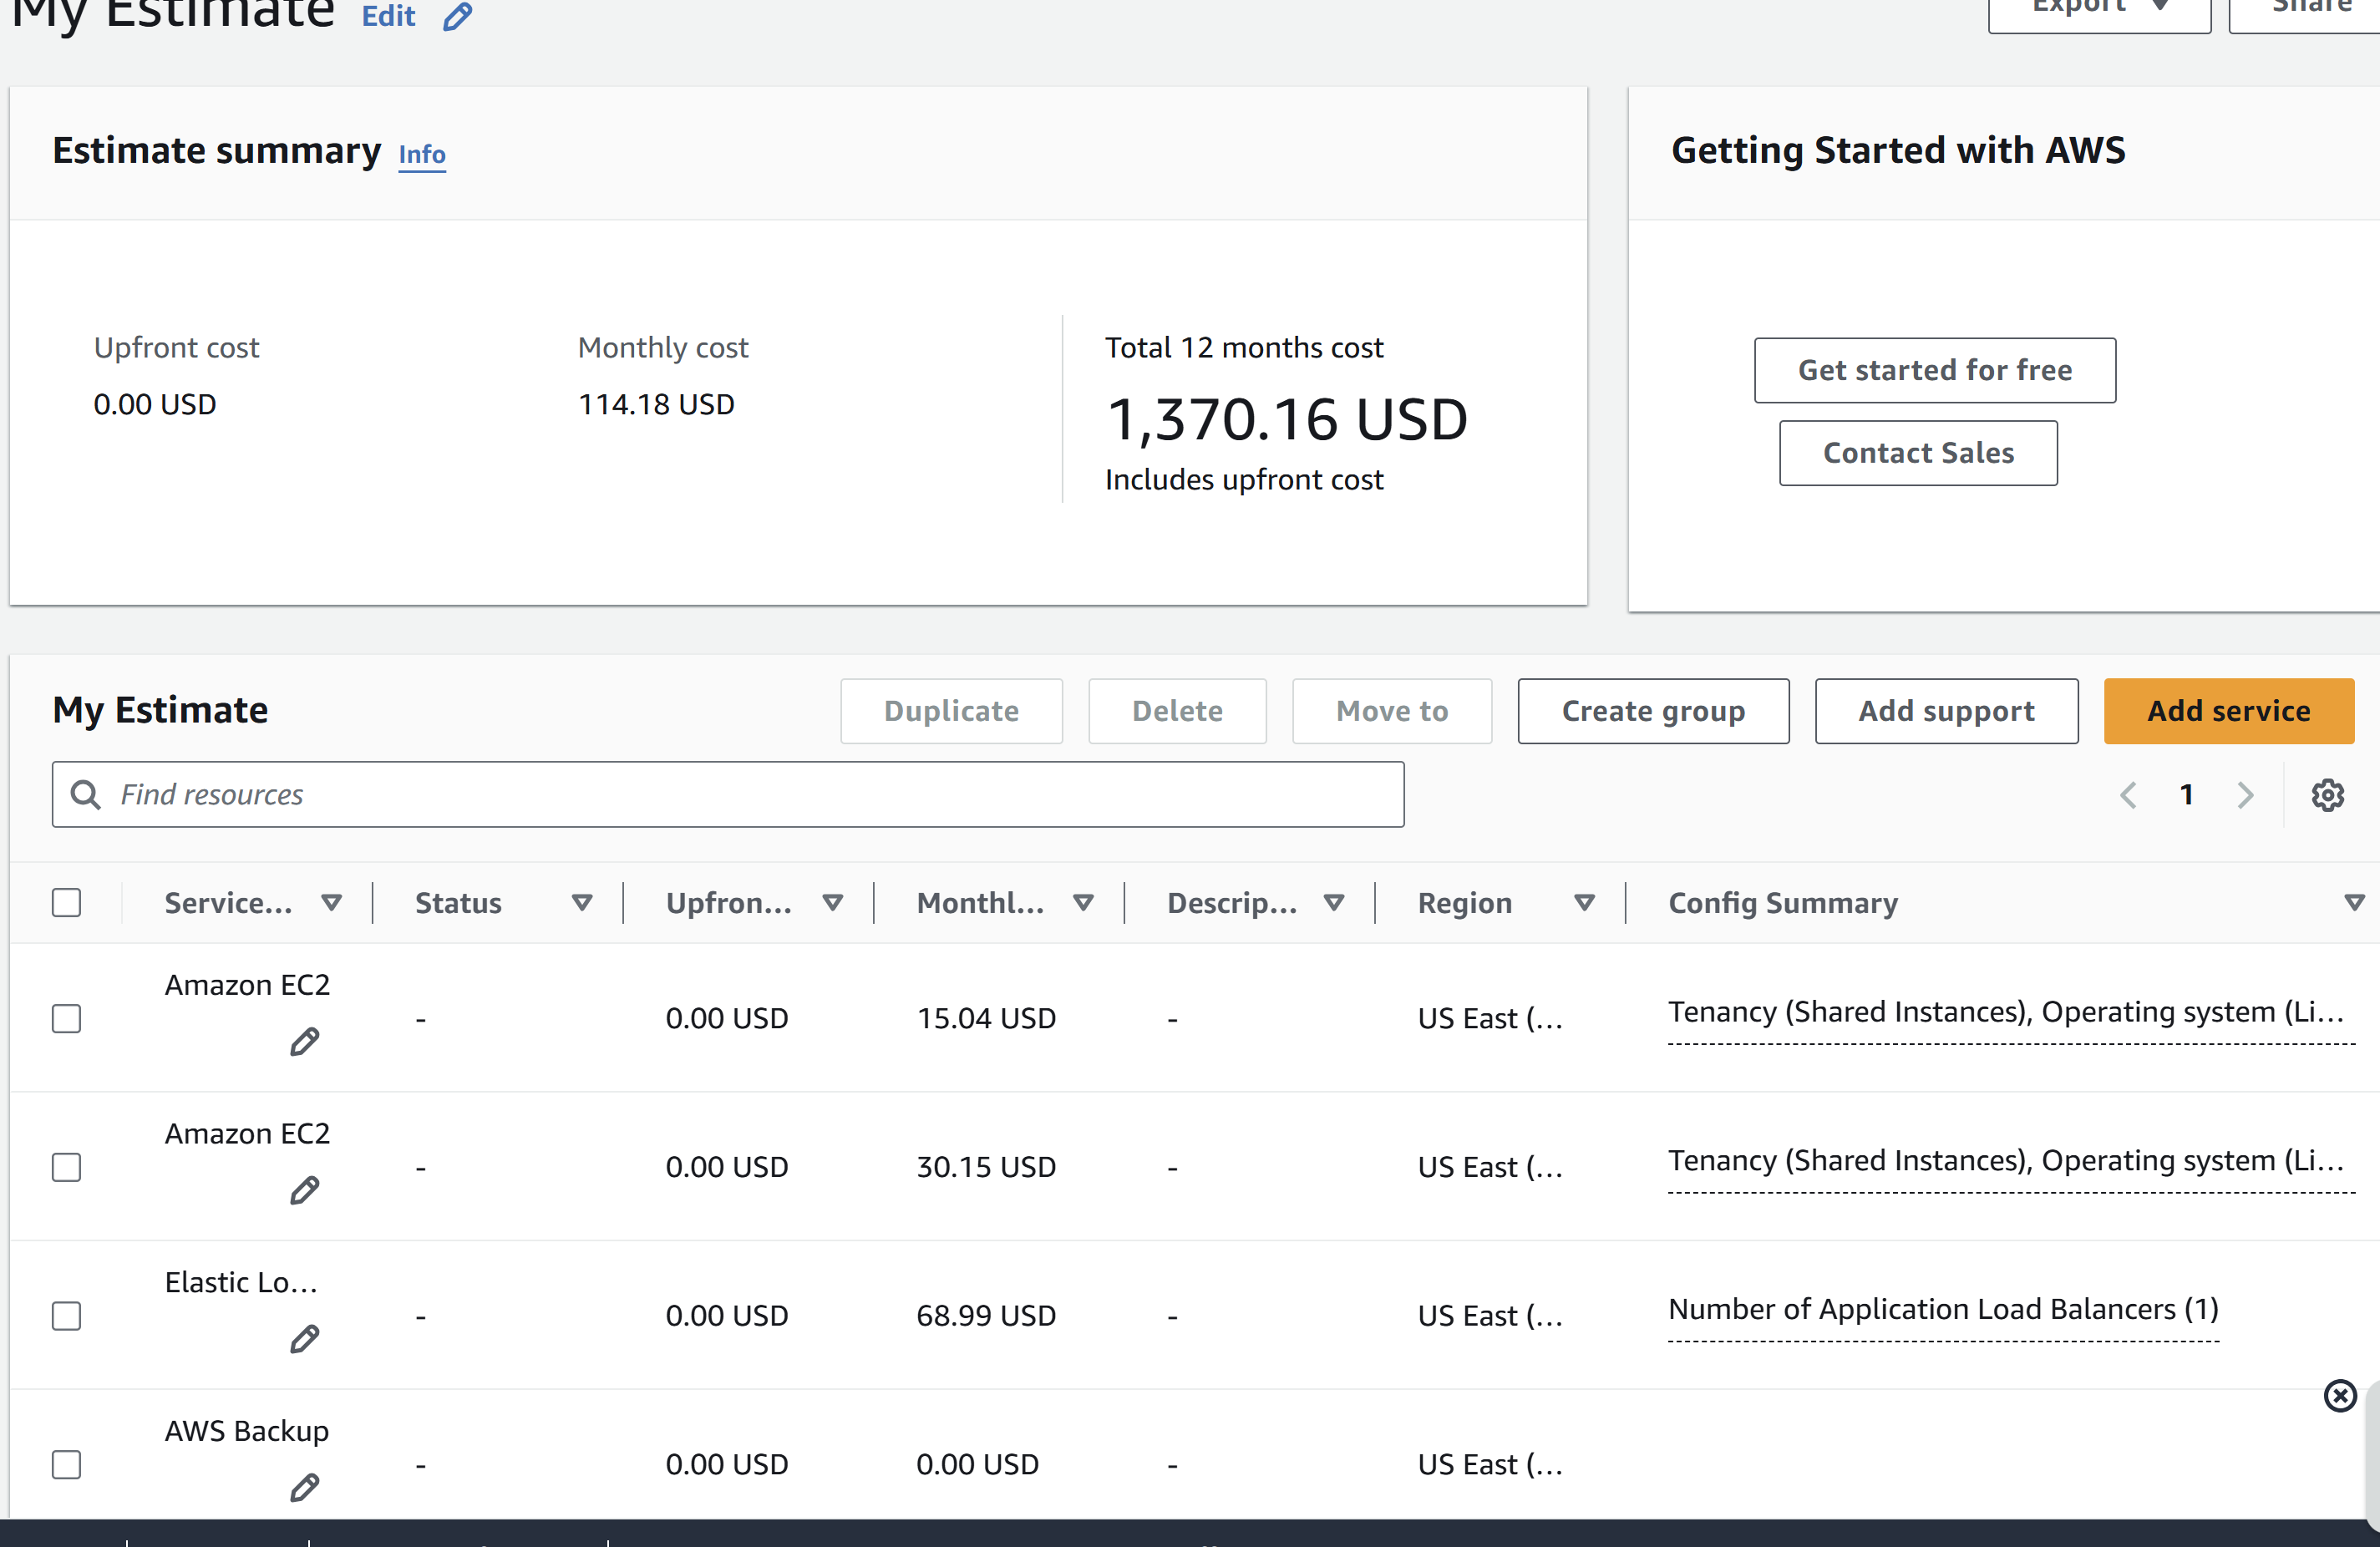 My Estimate Edit
Export Share
Estimate summary Info
Getting Started with AWS
Upfront cost
0.00 USD
Monthly cost
114.18 USD
Total 12 months cost
1,370.16 USD
Includes upfront cost
Get started for free
Contact Sales
My Estimate
Duplicate Delete Move to Create group Add support Add service
Find resources
1
Service... Status Upfron... Monthl... Descrip... Region Config Summary
Amazon EC2 - 0.00 USD 15.04 USD - US East (... Tenancy (Shared Instances), Operating system (Li...
Amazon EC2 - 0.00 USD 30.15 USD - US East (... Tenancy (Shared Instances), Operating system (Li...
Elastic Lo... - 0.00 USD 68.99 USD - US East (... Number of Application Load Balancers (1)
AWS Backup - 0.00 USD 0.00 USD - US East (...